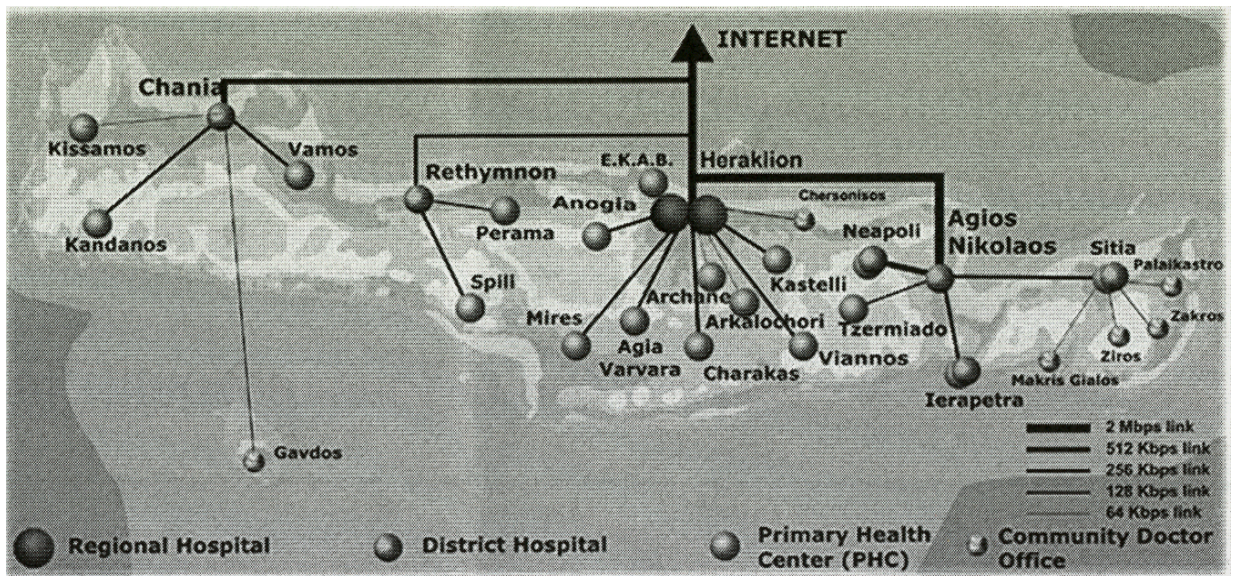 INTERNET
Chania
Kissamos
Vamos
Kandanos
Rethymnon
Perama
Spili
E.K.A.B.
Heraklion
Anogia
Chersonisos
Kastelli
Archane
Arkalochori
Mires
Agia
Varvara
Charakas
Viannos
Neapoli
Agios
Nikolaos
Tzermiado
Ierapetra
Sitia
Palaikastro
Zakros
Ziros
Makris Gialos
Gavdos
2 Mbps link
512 Kbps link
256 Kbps link
128 Kbps link
64 Kbps link
Regional Hospital
District Hospital
Primary Health
Center (PHC)
Community Doctor
Office